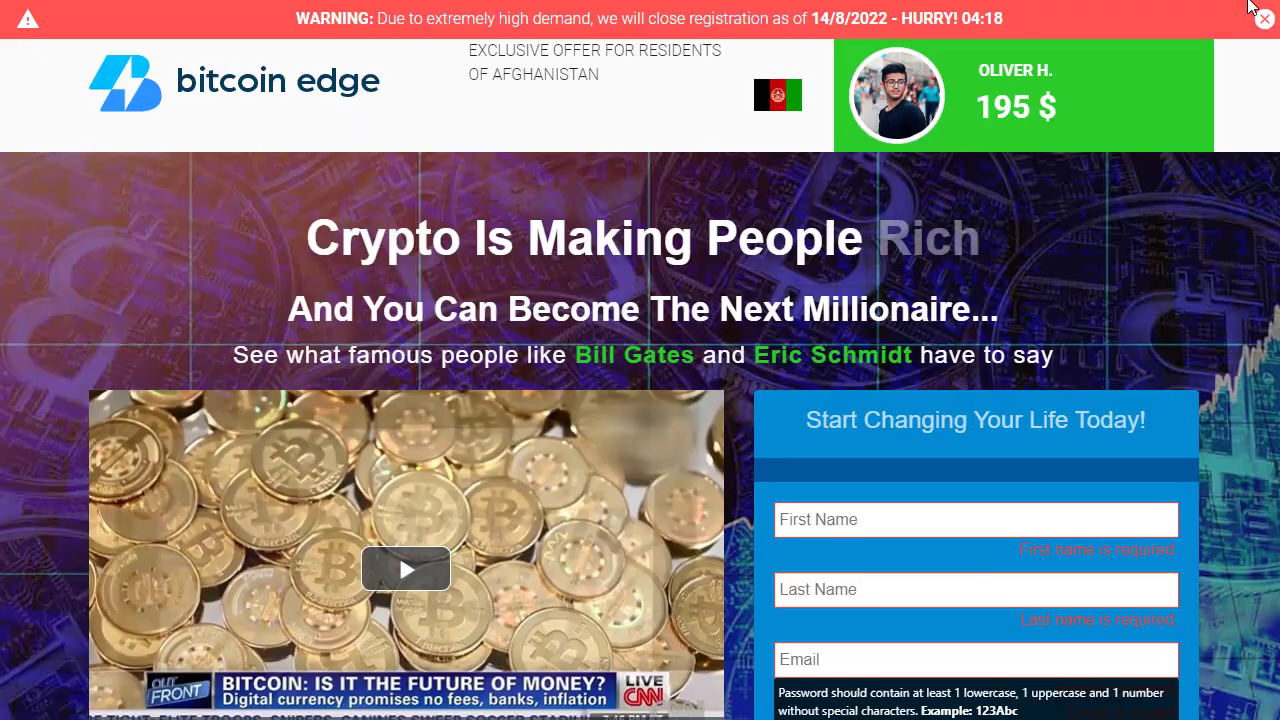 WARNING: Due to extremely high demand, we will close registration as of 14/8/2022 - HURRY! 04:18
EXCLUSIVE OFFER FOR RESIDENTS
OF AFGHANISTAN
bitcoin edge
OLIVER H.
195 $
Crypto Is Making People Rich
And You Can Become The Next Millionaire...
See what famous people like Bill Gates and Eric Schmidt have to say
Start Changing Your Life Today!
First Name
First name is required
Last Name
Last name is required
Email
Password should contain at least 1 lowercase, 1 uppercase and 1 number
without special characters. Example: 123Abc
OUT
FRONT
BITCOIN: IS IT THE FUTURE OF MONEY?
Digital currency promises no fees, banks, inflation
LIVE
CNN